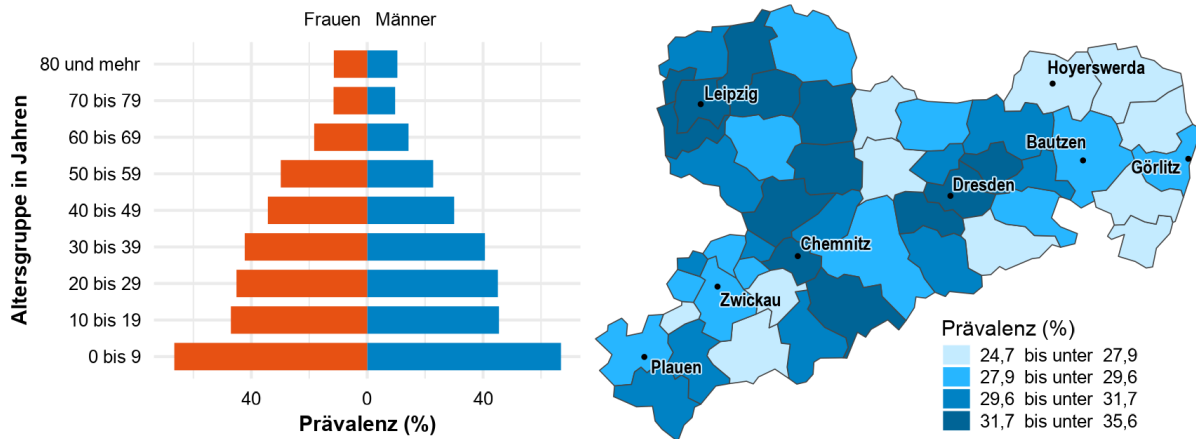 Frauen Männer
Altersgruppe in Jahren
80 und mehr
70 bis 79
60 bis 69
50 bis 59
40 bis 49
30 bis 39
20 bis 29
10 bis 19
0 bis 9
40 0 40
Prävalenz (%)
Hoyerswerda
Leipzig
Bautzen
Görlitz
Dresden
Chemnitz
Zwickau
Plauen
Prävalenz (%)
24,7 bis unter 27,9
27,9 bis unter 29,6
29,6 bis unter 31,7
31,7 bis unter 35,6